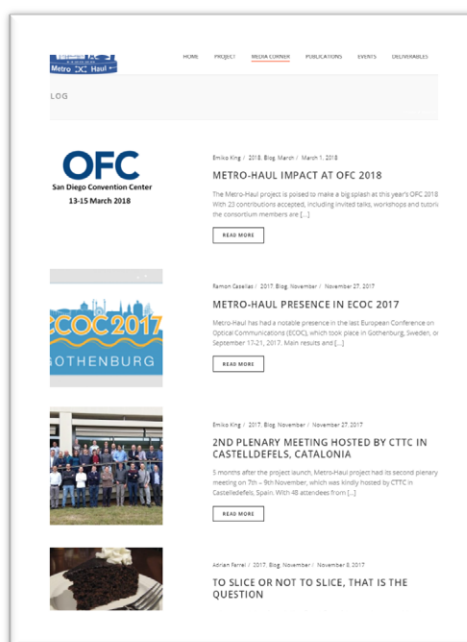 Metro Haul
HOME PROJECT MEDIA CORNER PUBLICATIONS EVENTS DELIVERABLES
LOG
OFC
San Diego Convention Center
13-15 March 2018
Emiko King / 2018, Blog, March / March 1, 2018
METRO-HAUL IMPACT AT OFC 2018
The Metro-Haul project is poised to make a big splash at this year's OFC 2018
With 23 contributions accepted, including invited talks, workshops and tutoria
the consortium members are [...]
READ MORE
ECOC 2017
GOTHENBURG
Ramon Casellas / 2017, Blog, November / November 27, 2017
METRO-HAUL PRESENCE IN ECOC 2017
Metro-Haul has had a notable presence in the last European Conference on
Optical Communications (ECOC), which took place in Gothenburg, Sweden, on
September 17-21, 2017. Main results and [...]
READ MORE
Emiko King / 2017, Blog, November / November 27, 2017
2ND PLENARY MEETING HOSTED BY CTTC IN
CASTELLDEFELS, CATALONIA
5 months after the project launch, Metro-Haul project had its second plenary
meeting on 7th – 9th November, which was kindly hosted by CTTC in
Castelledefels, Spain. With 48 attendees from [...]
READ MORE
Adrian Farrel / 2017, Blog, November / November 8, 2017
TO SLICE OR NOT TO SLICE, THAT IS THE
QUESTION